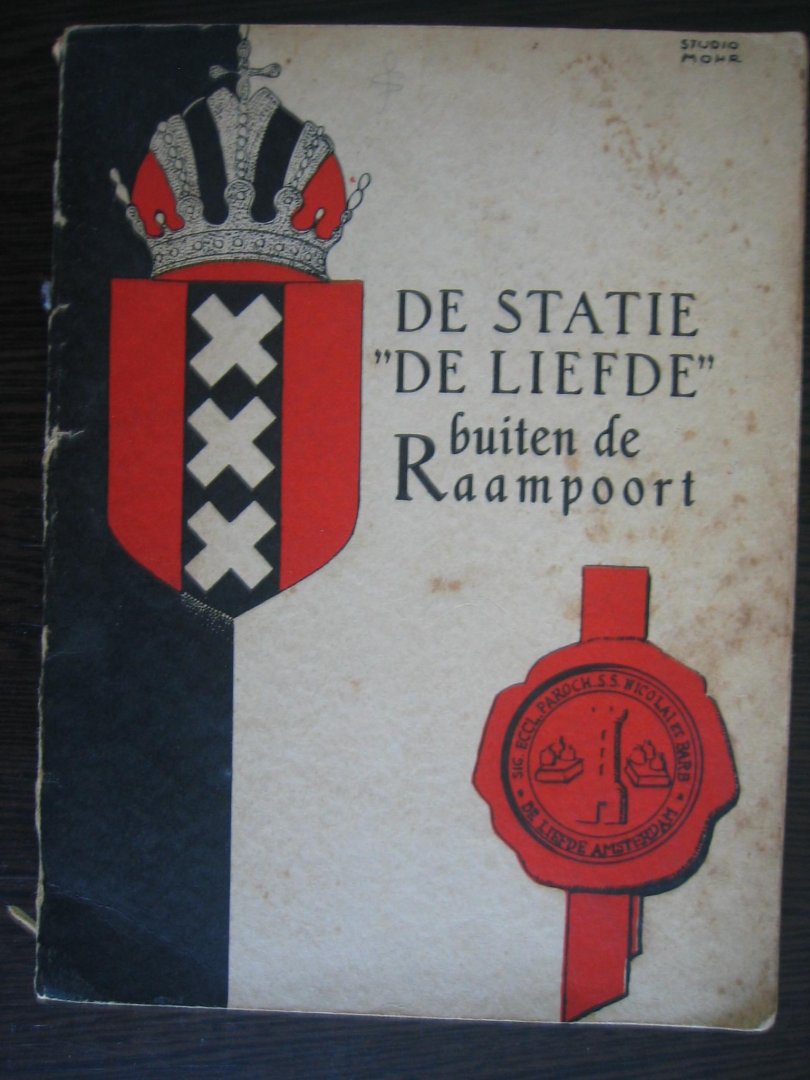 STUDIO
MOHR
DE STATIE
"DE LIEFDE"
buiten de
Raampoort
SIG. ECCL. PAROCH. S.S. NICOLAI ET BARB
* DE LIEFDE AMSTERDAM *